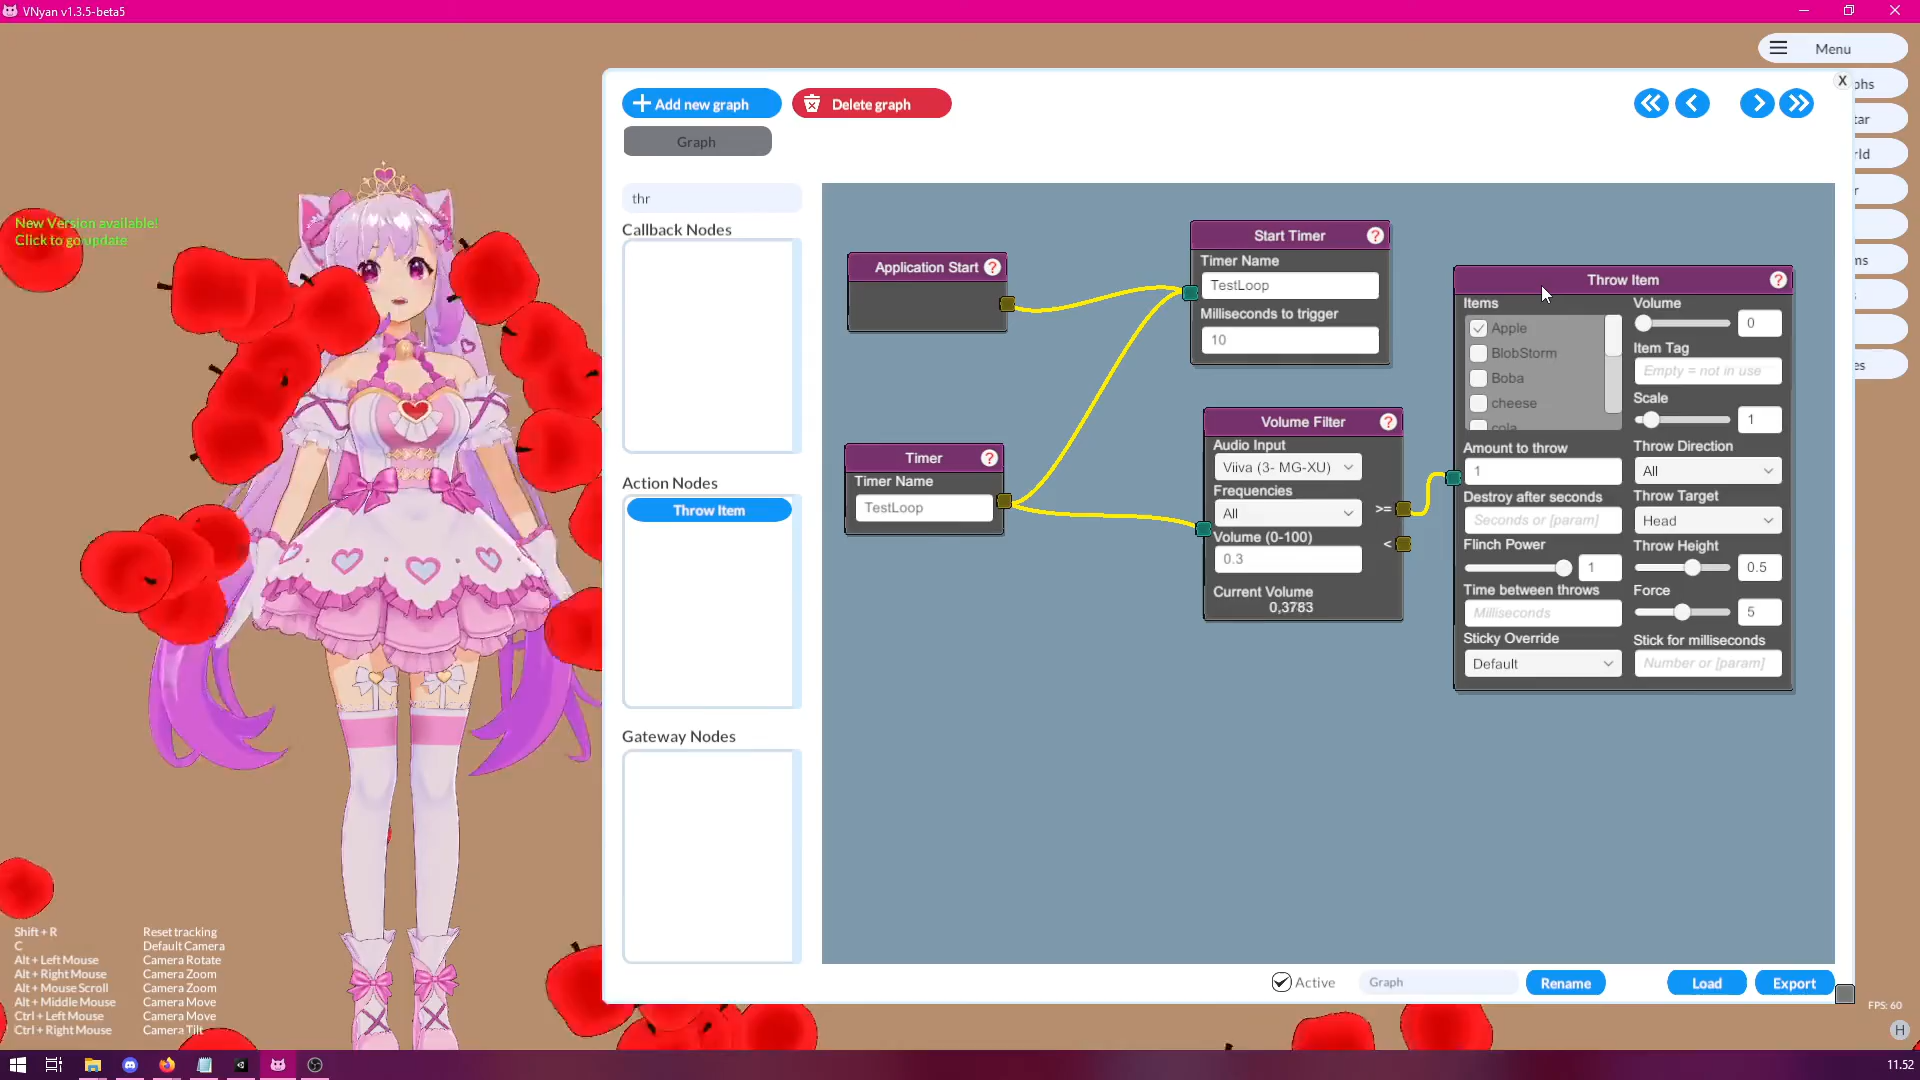 VNyan v1.3.5-beta5
Menu
phs
tar
rld
r
ms
s
es
X
Add new graph
Delete graph
Graph
New Version available!
Click to go update
thr
Callback Nodes
Action Nodes
Throw Item
Gateway Nodes
Application Start ?
Timer ?
Timer Name
TestLoop
Start Timer ?
Timer Name
TestLoop
Milliseconds to trigger
10
Volume Filter ?
Audio Input
Viiva (3- MG-XU)
Frequencies
All
>=
<
Volume (0-100)
0.3
Current Volume
0,3783
Throw Item ?
Items
Apple
BlobStorm
Boba
cheese
cola
Amount to throw
1
Destroy after seconds
Seconds or [param]
Flinch Power
1
Time between throws
Milliseconds
Sticky Override
Default
Volume
0
Item Tag
Empty = not in use
Scale
1
Throw Direction
All
Throw Target
Head
Throw Height
0.5
Force
5
Stick for milliseconds
Number or [param]
Active
Graph
Rename
Load
Export
Shift + R Reset tracking
C Default Camera
Alt + Left Mouse Camera Rotate
Alt + Right Mouse Camera Zoom
Alt + Mouse Scroll Camera Zoom
Alt + Middle Mouse Camera Move
Ctrl + Left Mouse Camera Move
Ctrl + Right Mouse Camera Tilt
FPS: 60
H
11.52